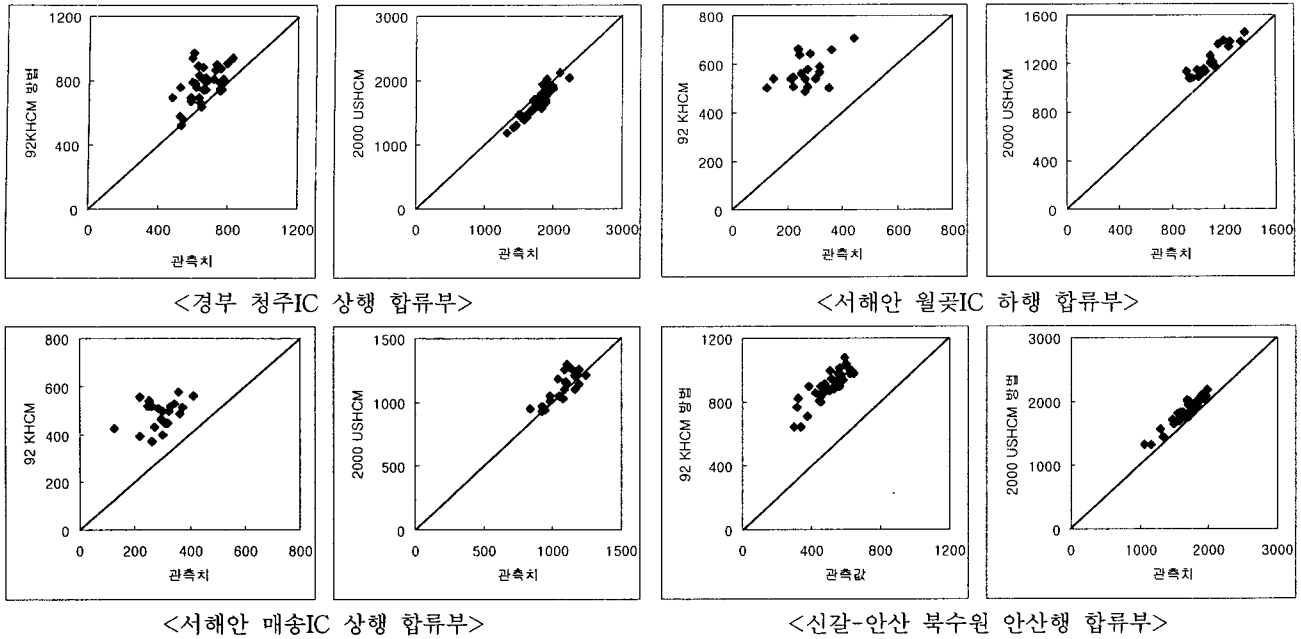 1200
800
400
0
92KHCM 방법
0 400 800 1200
관측치
3000
2000
1000
0
2000 USHCM
0 1000 2000 3000
관측치
<경부 청주IC 상행 합류부>
800
600
400
200
0
92 KHCM
0 200 400 600 800
관측치
1600
1200
800
400
0
2000 USHCM
0 400 800 1200 1600
관측치
<서해안 월곶IC 하행 합류부>
800
600
400
200
0
92 KHCM
0 200 400 600 800
관측치
1500
1000
500
0
2000 USHCM
0 500 1000 1500
관측치
<서해안 매송IC 상행 합류부>
1200
800
400
0
92 KHCM 방법
0 400 800 1200
관측값
3000
2000
1000
0
2000 USHCM 방법
0 1000 2000 3000
관측치
<신갈-안산 북수원 안산행 합류부>